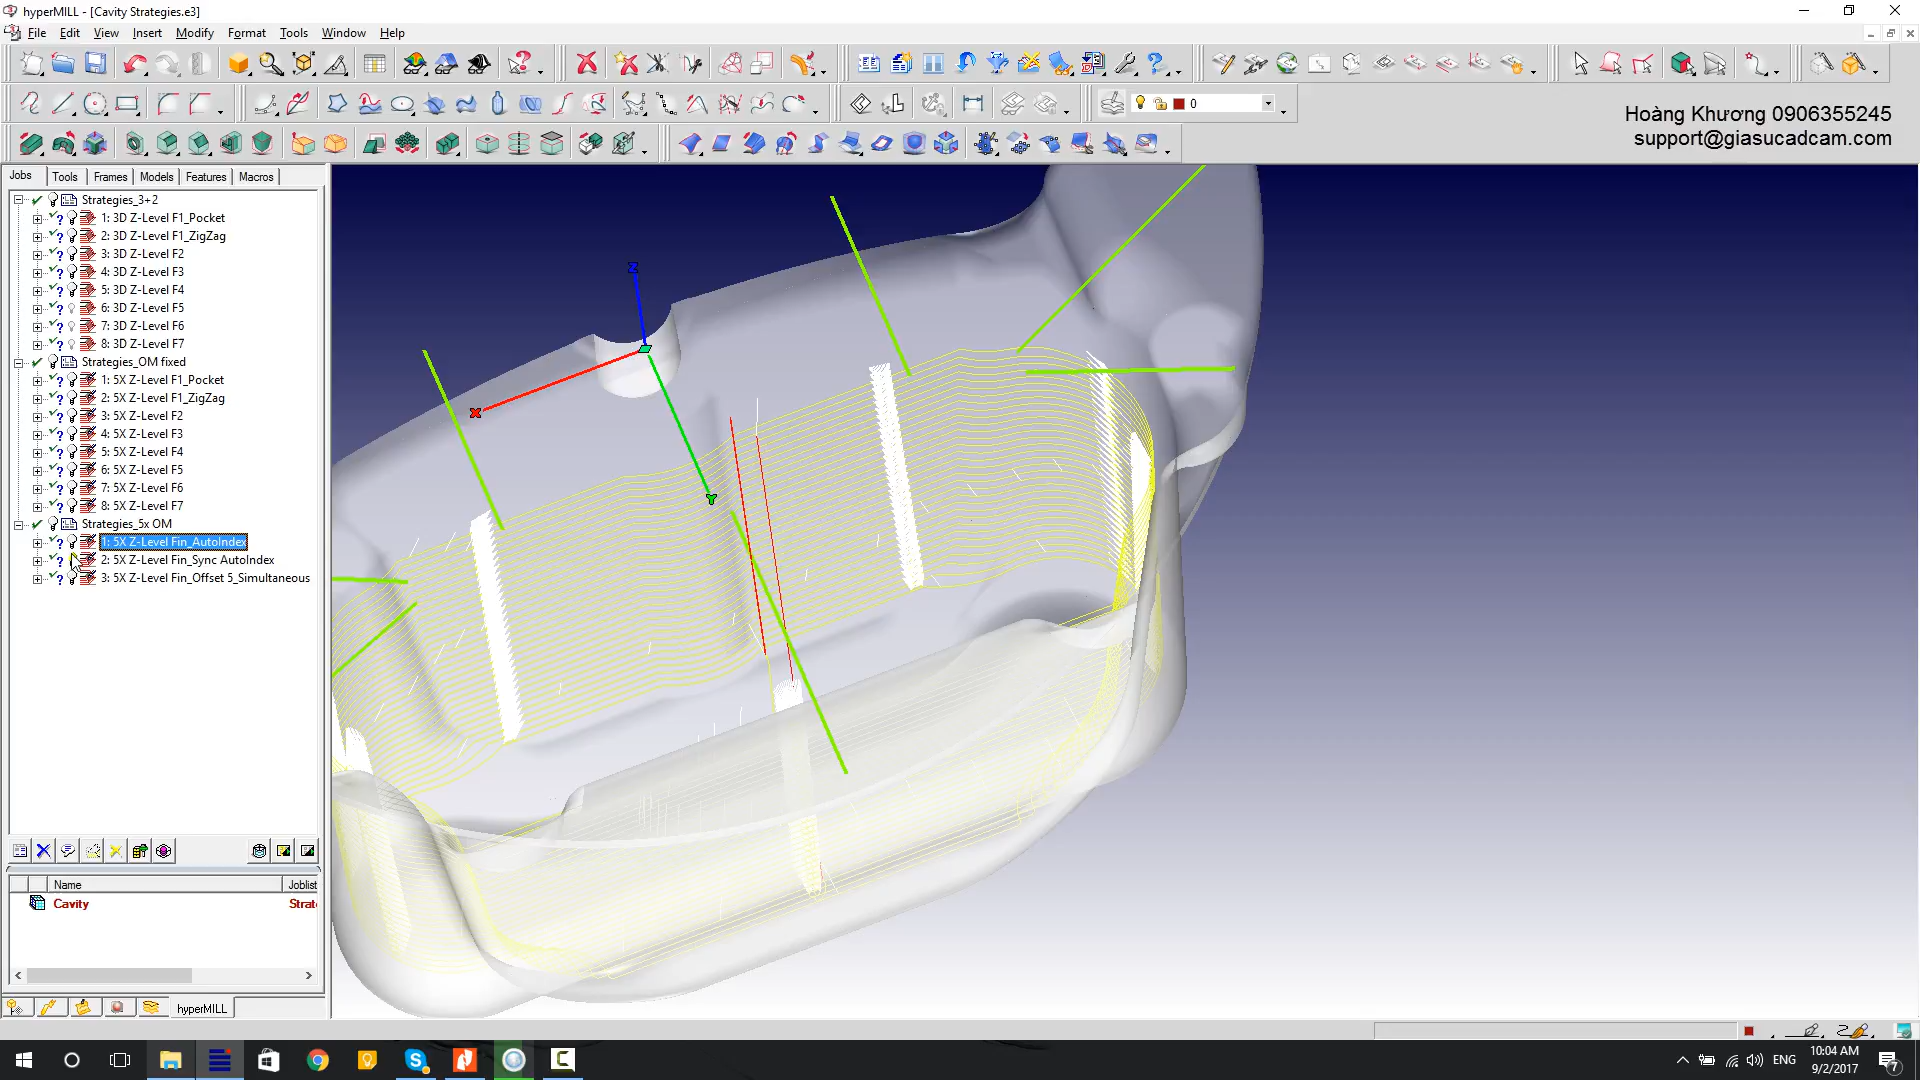 hyperMILL - [Cavity Strategies.e3]
File Edit View Insert Modify Format Tools Window Help
0
Hoàng Khương 0906355245
support@giasucadcam.com
Jobs Tools Frames Models Features Macros
Strategies_3+2
1: 3D Z-Level F1_Pocket
2: 3D Z-Level F1_ZigZag
3: 3D Z-Level F2
4: 3D Z-Level F3
5: 3D Z-Level F4
6: 3D Z-Level F5
7: 3D Z-Level F6
8: 3D Z-Level F7
Strategies_OM fixed
1: 5X Z-Level F1_Pocket
2: 5X Z-Level F1_ZigZag
3: 5X Z-Level F2
4: 5X Z-Level F3
5: 5X Z-Level F4
6: 5X Z-Level F5
7: 5X Z-Level F6
8: 5X Z-Level F7
Strategies_5x OM
1: 5X Z-Level Fin_AutoIndex
2: 5X Z-Level Fin_Sync AutoIndex
3: 5X Z-Level Fin_Offset 5_Simultaneous
Z
X
Y
Name Joblist
Cavity Strate
hyperMILL
ENG
10:04 AM
9/2/2017
7